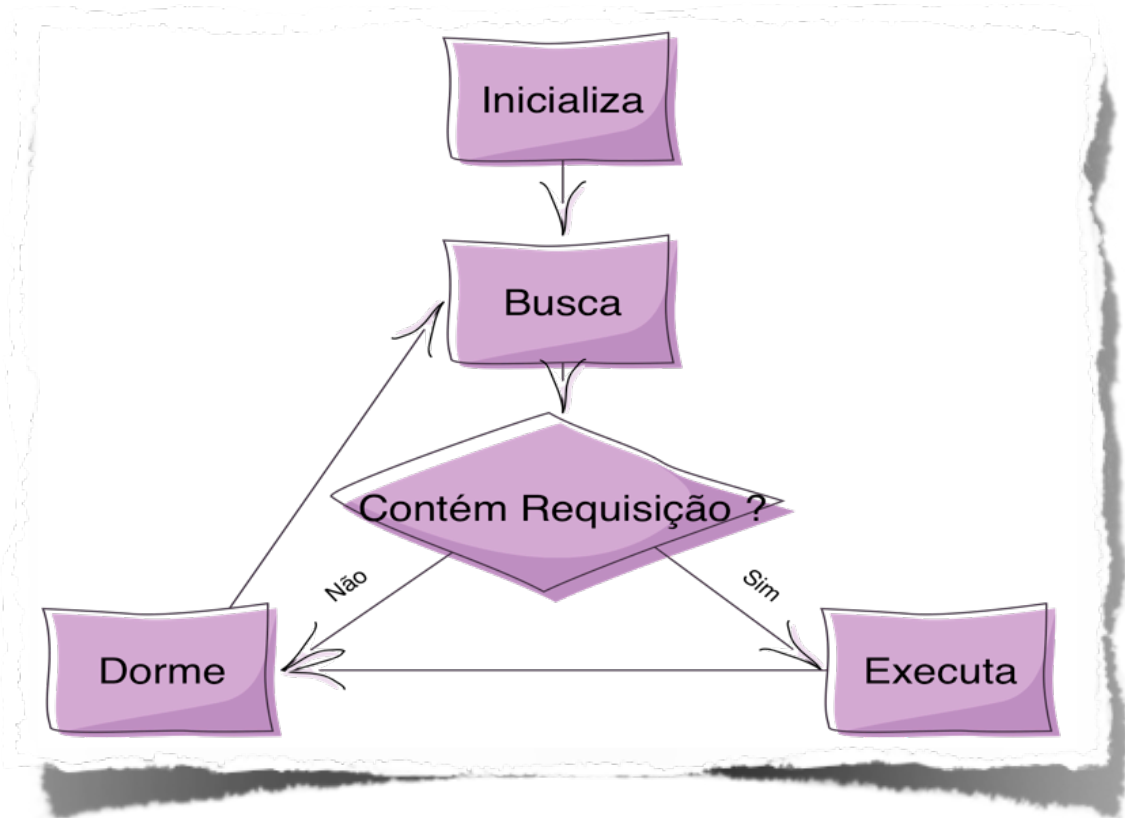 Inicializa
Busca
Contém Requisição ?
Não
Sim
Dorme
Executa